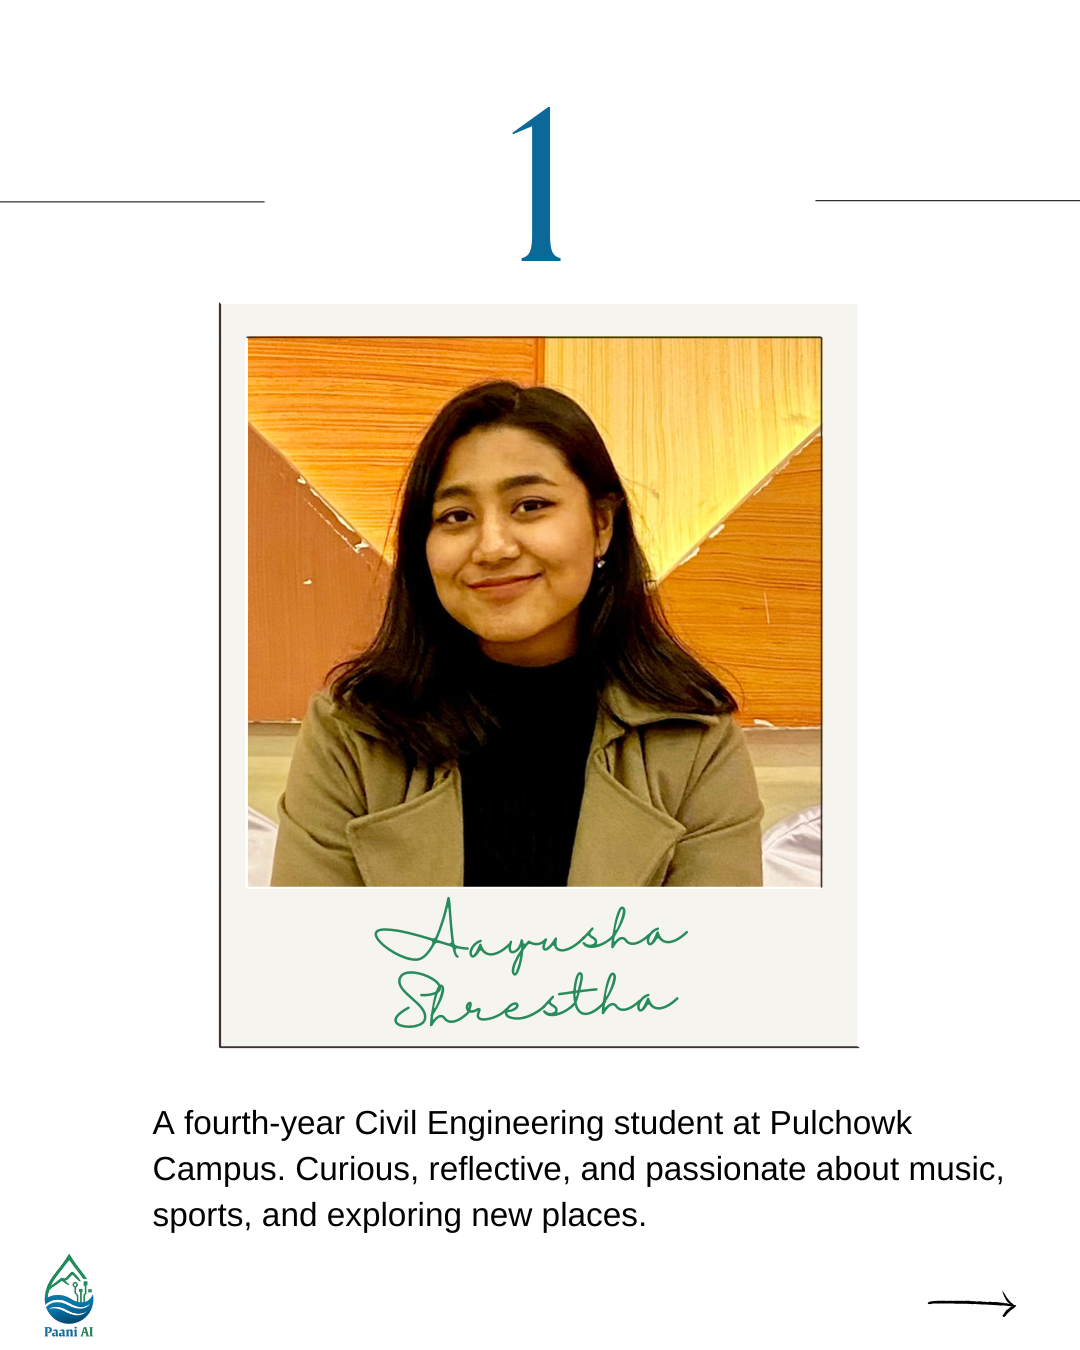 1
Aayusha
Shrestha
A fourth-year Civil Engineering student at Pulchowk
Campus. Curious, reflective, and passionate about music,
sports, and exploring new places.
Paani AI